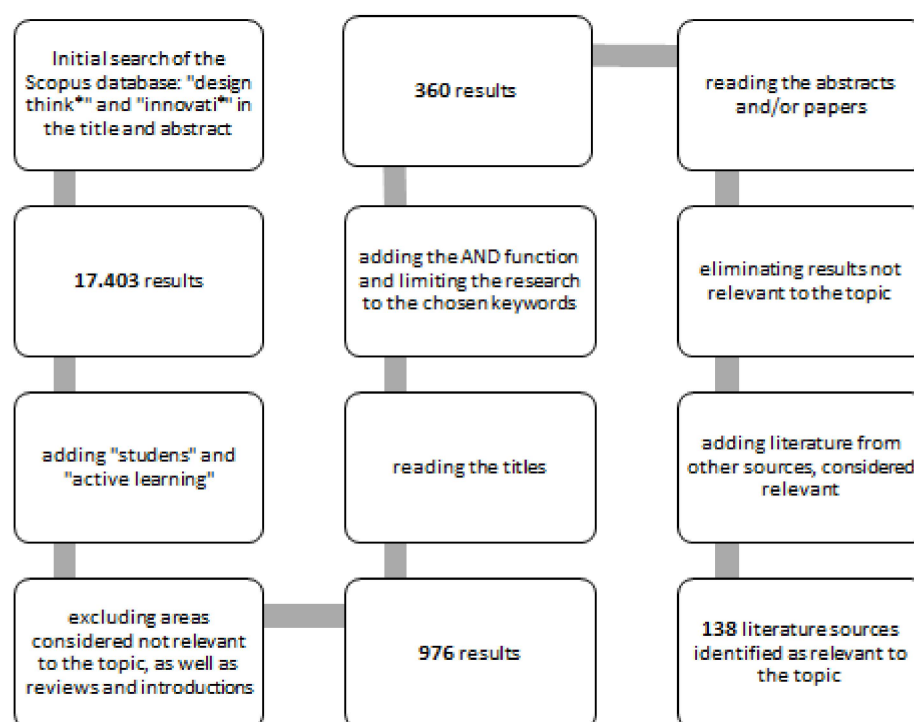 Initial search of the
Scopus database: "design
think*" and "innovati*" in
the title and abstract
17.403 results
adding "studens" and
"active learning"
excluding areas
considered not relevant
to the topic, as well as
reviews and introductions
976 results
reading the titles
adding the AND function
and limiting the research
to the chosen keywords
360 results
reading the abstracts
and/or papers
eliminating results not
relevant to the topic
adding literature from
other sources, considered
relevant
138 literature sources
identified as relevant to
the topic